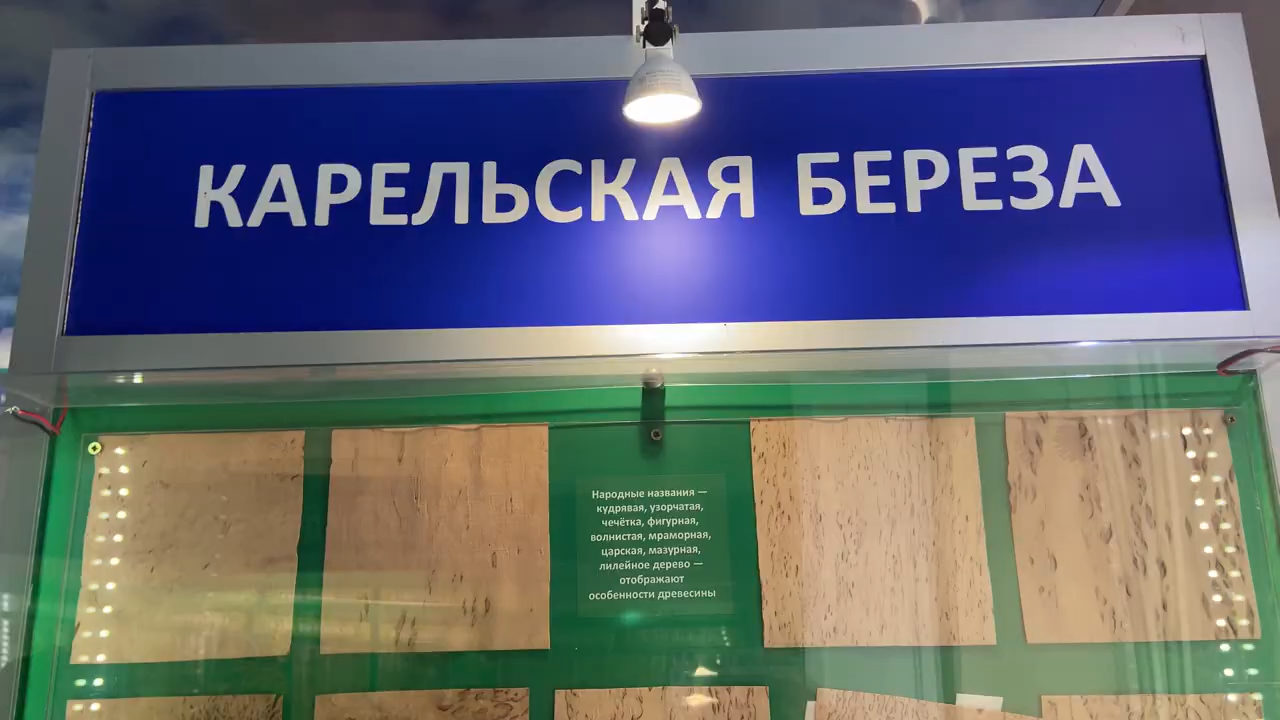 КАРЕЛЬСКАЯ БЕРЕЗА
Народные названия —
кудрявая, узорчатая,
чечётка, фигурная,
волнистая, мраморная,
царская, мазурная,
лилейное дерево —
отображают
особенности древесины